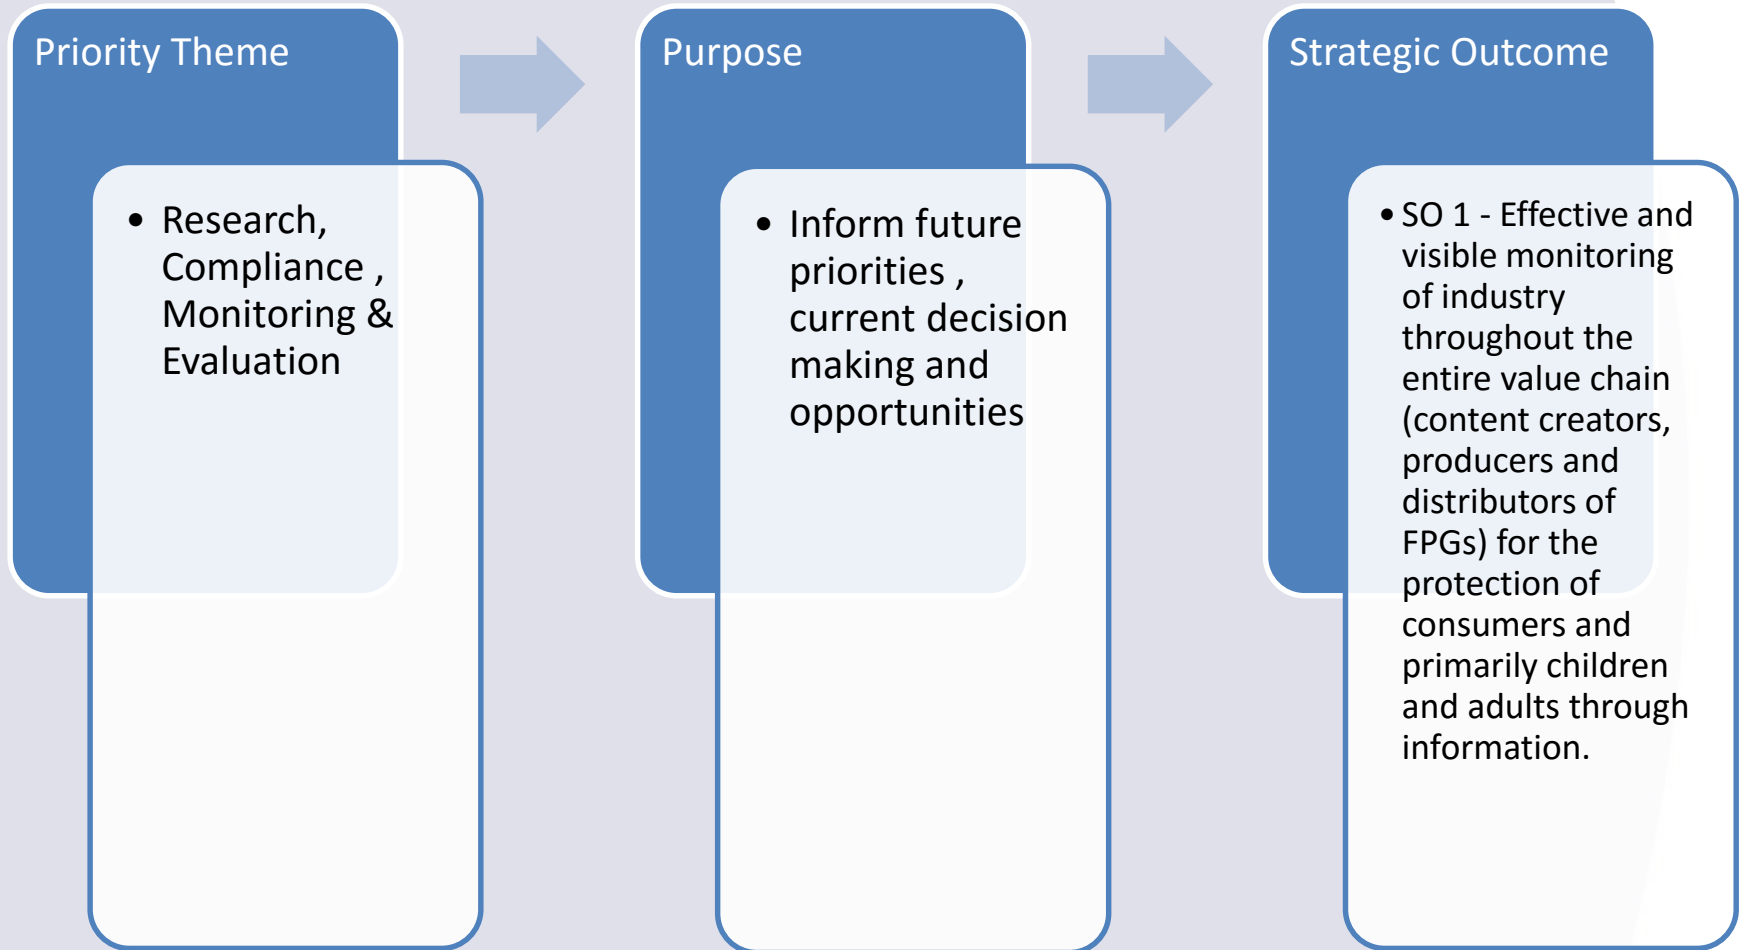 Priority Theme
• Research,
Compliance ,
Monitoring &
Evaluation
Purpose
• Inform future
priorities ,
current decision
making and
opportunities
Strategic Outcome
• SO 1 - Effective and
visible monitoring
of industry
throughout the
entire value chain
(content creators,
producers and
distributors of
FPGs) for the
protection of
consumers and
primarily children
and adults through
information.